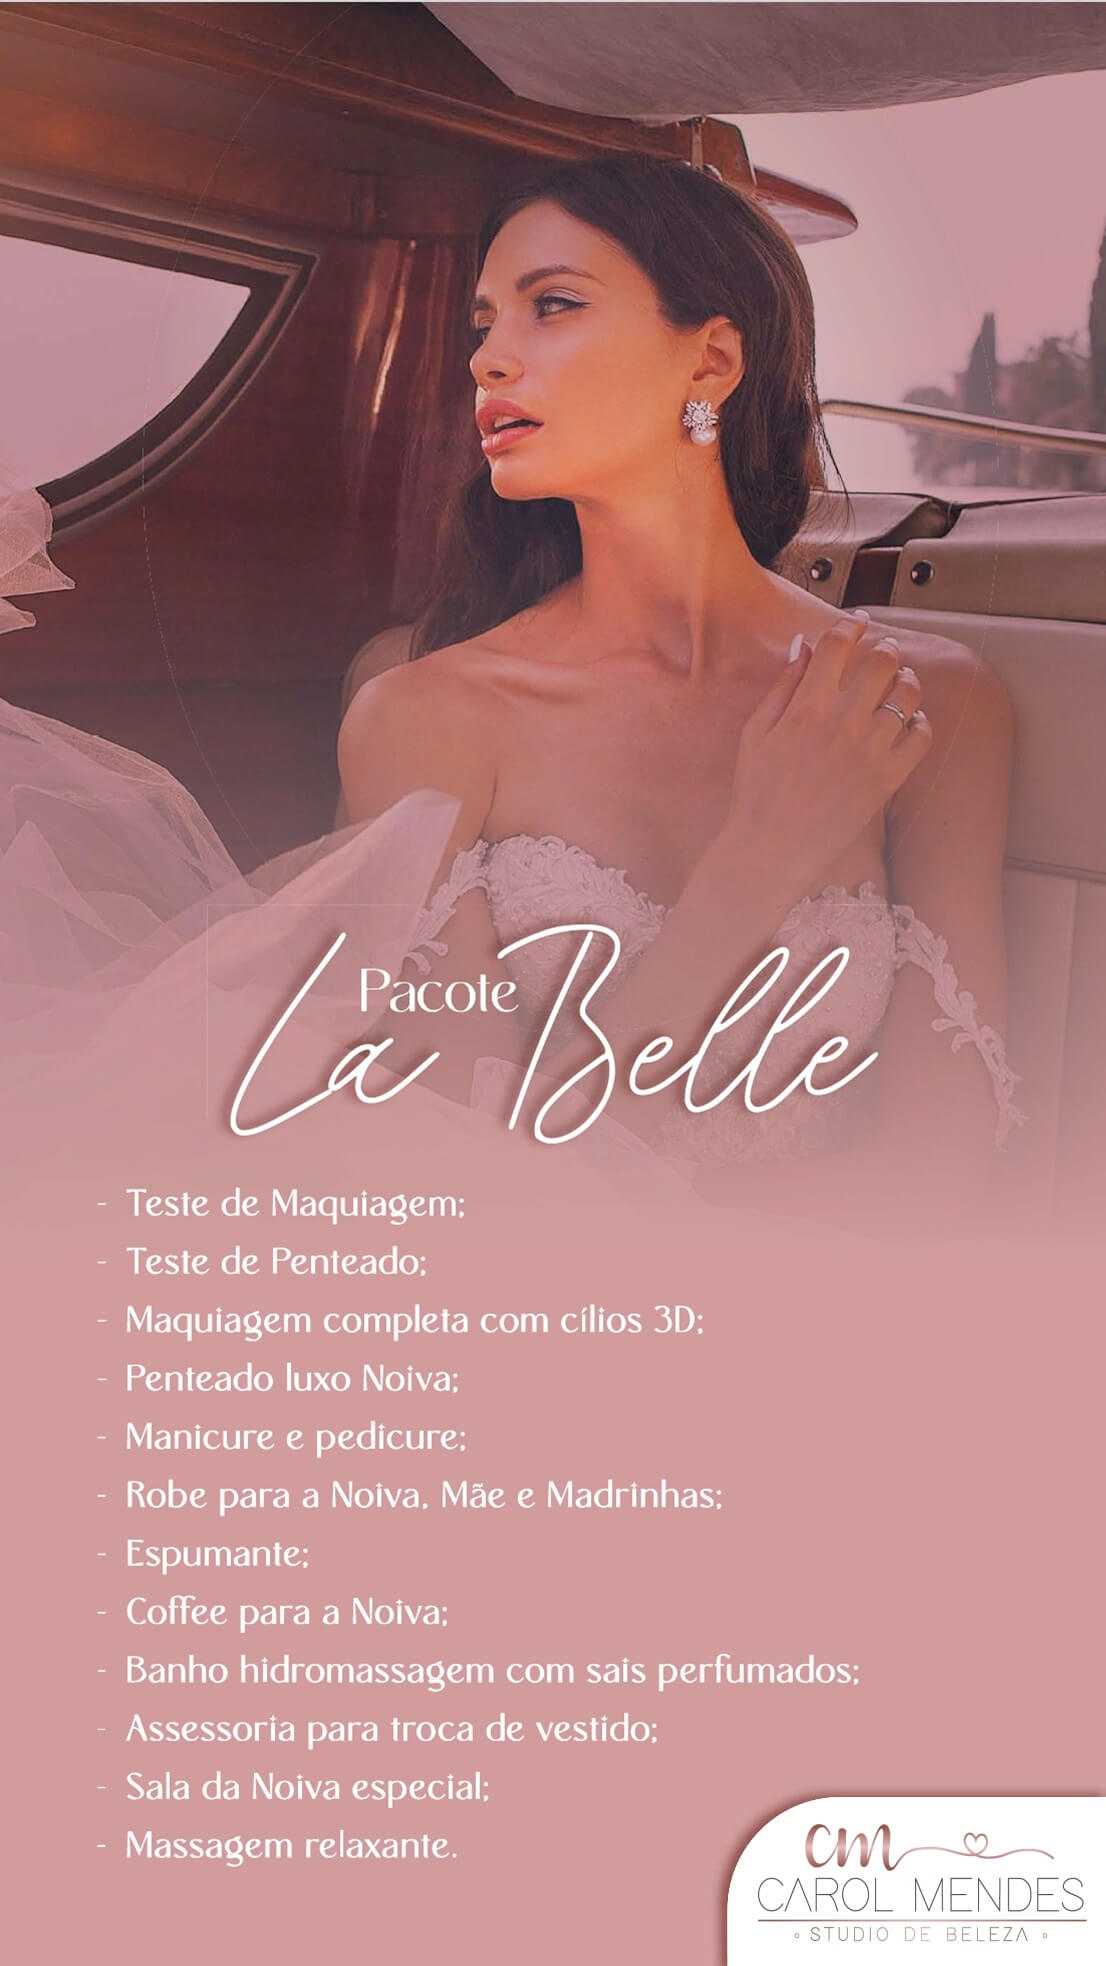 Pacote
La Belle
- Teste de Maquiagem;
- Teste de Penteado;
- Maquiagem completa com cílios 3D;
- Penteado luxo Noiva;
- Manicure e pedicure;
- Robe para a Noiva, Mãe e Madrinhas;
- Espumante;
- Coffee para a Noiva;
- Banho hidromassagem com sais perfumados;
- Assessoria para troca de vestido;
- Sala da Noiva especial;
- Massagem relaxante.
cm
CAROL MENDES
STUDIO DE BELEZA